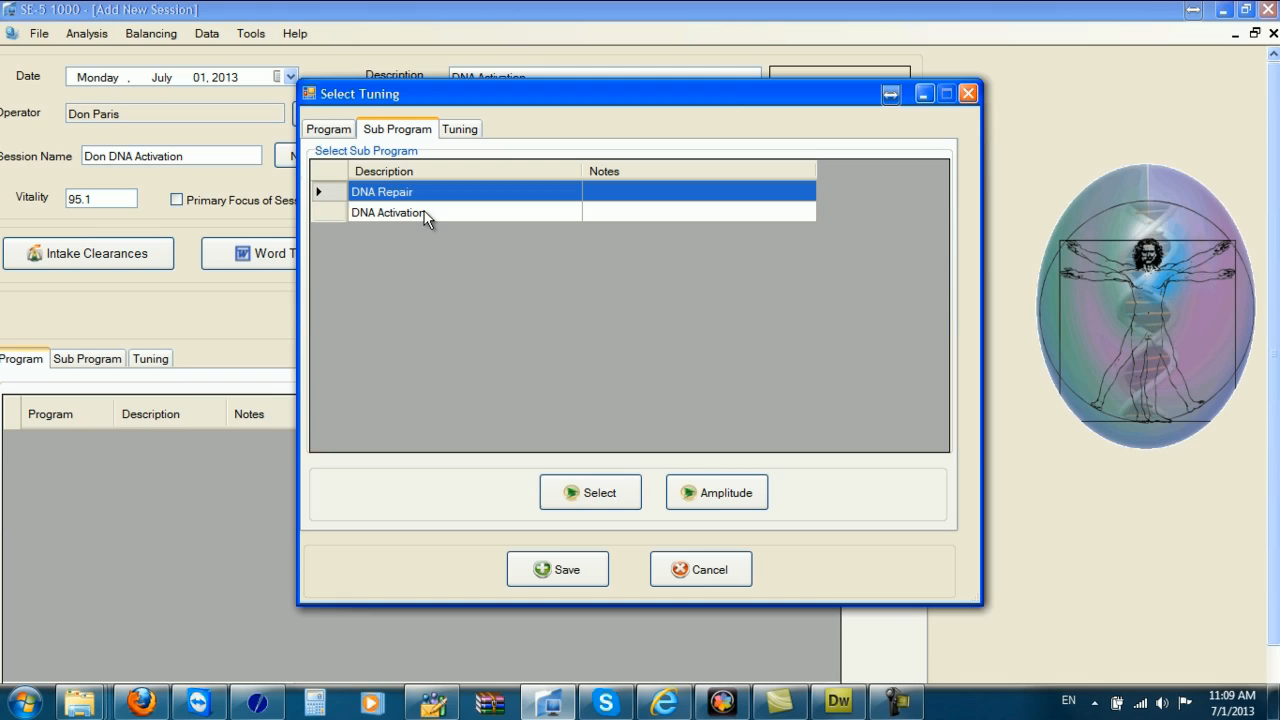 SE-5 1000 - [Add New Session]
File Analysis Balancing Data Tools Help
Date Monday , July 01, 2013 Description DNA Activation
Select Tuning
Operator Don Paris
Program Sub Program Tuning
Select Sub Program
Session Name Don DNA Activation
Description Notes
DNA Repair
Vitality 95.1 Primary Focus of Ses
DNA Activation
Intake Clearances Word T
Program Sub Program Tuning
Program Description Notes
Select Amplitude
Save Cancel
Dw
EN
11:09 AM
7/1/2013